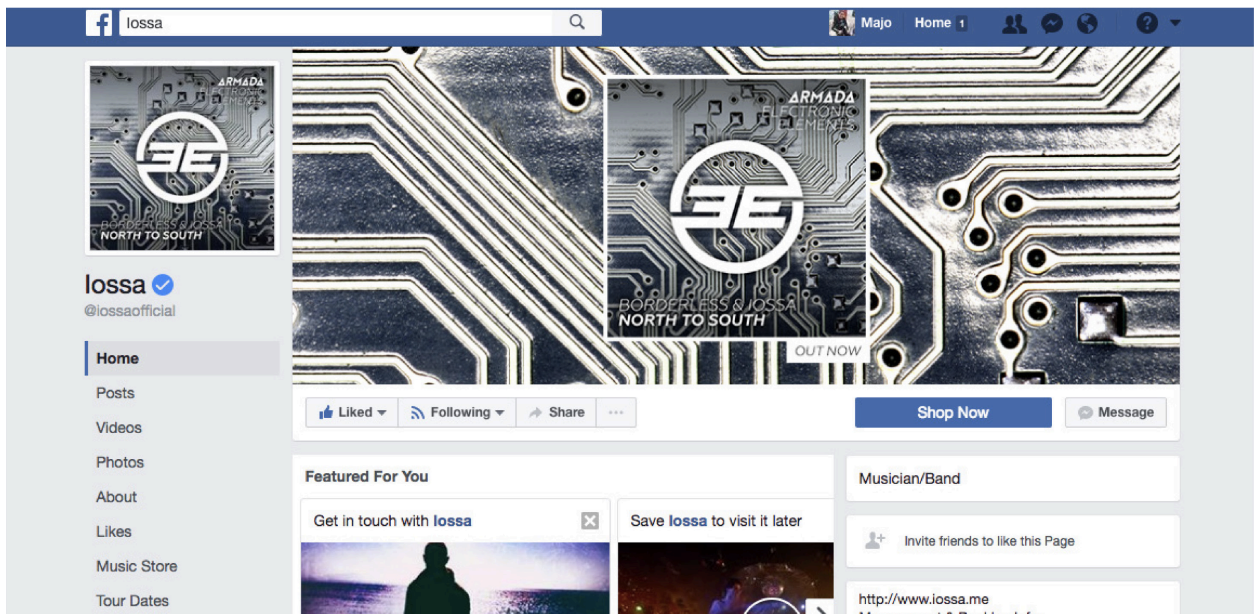 Iossa
Majo
Home 1
ARMADA
ELECTRONIC
ELEMENTS
BORDERLESS & IOSSA
NORTH TO SOUTH
ARMADA
ELECTRONIC
ELEMENTS
BORDERLESS & IOSSA
NORTH TO SOUTH
OUT NOW
Iossa
@iossaofficial
Home
Posts
Videos
Photos
About
Likes
Music Store
Tour Dates
Liked
Following
Share
Shop Now
Message
Featured For You
Get in touch with Iossa
Save Iossa to visit it later
Musician/Band
Invite friends to like this Page
http://www.iossa.me